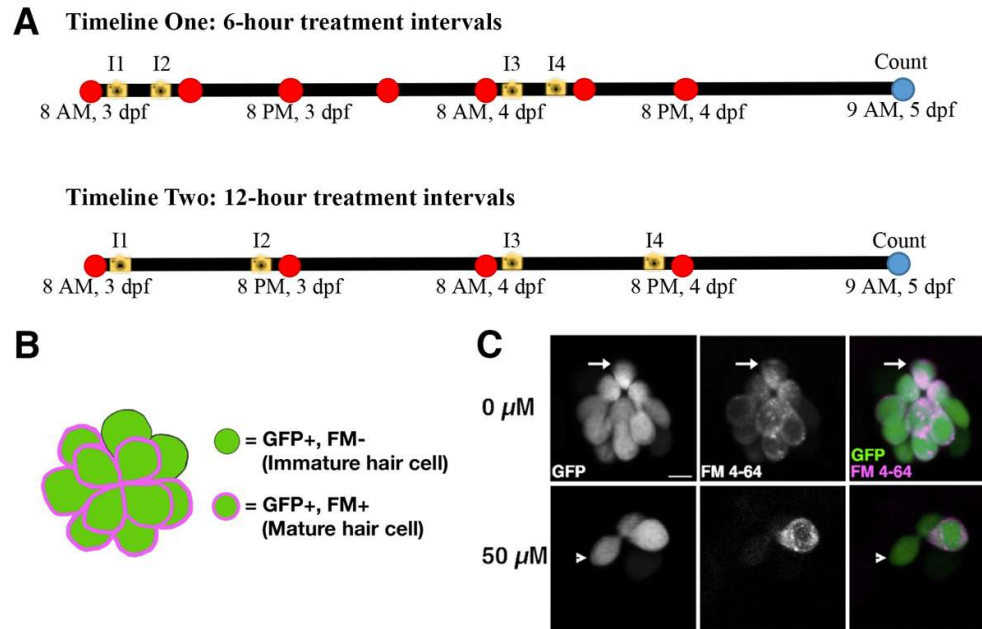 A
Timeline One: 6-hour treatment intervals
I1 I2 I3 I4 Count
8 AM, 3 dpf 8 PM, 3 dpf 8 AM, 4 dpf 8 PM, 4 dpf 9 AM, 5 dpf
Timeline Two: 12-hour treatment intervals
I1 I2 I3 I4 Count
8 AM, 3 dpf 8 PM, 3 dpf 8 AM, 4 dpf 8 PM, 4 dpf 9 AM, 5 dpf
B
= GFP+, FM-
(Immature hair cell)
= GFP+, FM+
(Mature hair cell)
C
0 µM
GFP
FM 4-64
GFP
FM 4-64
50 µM